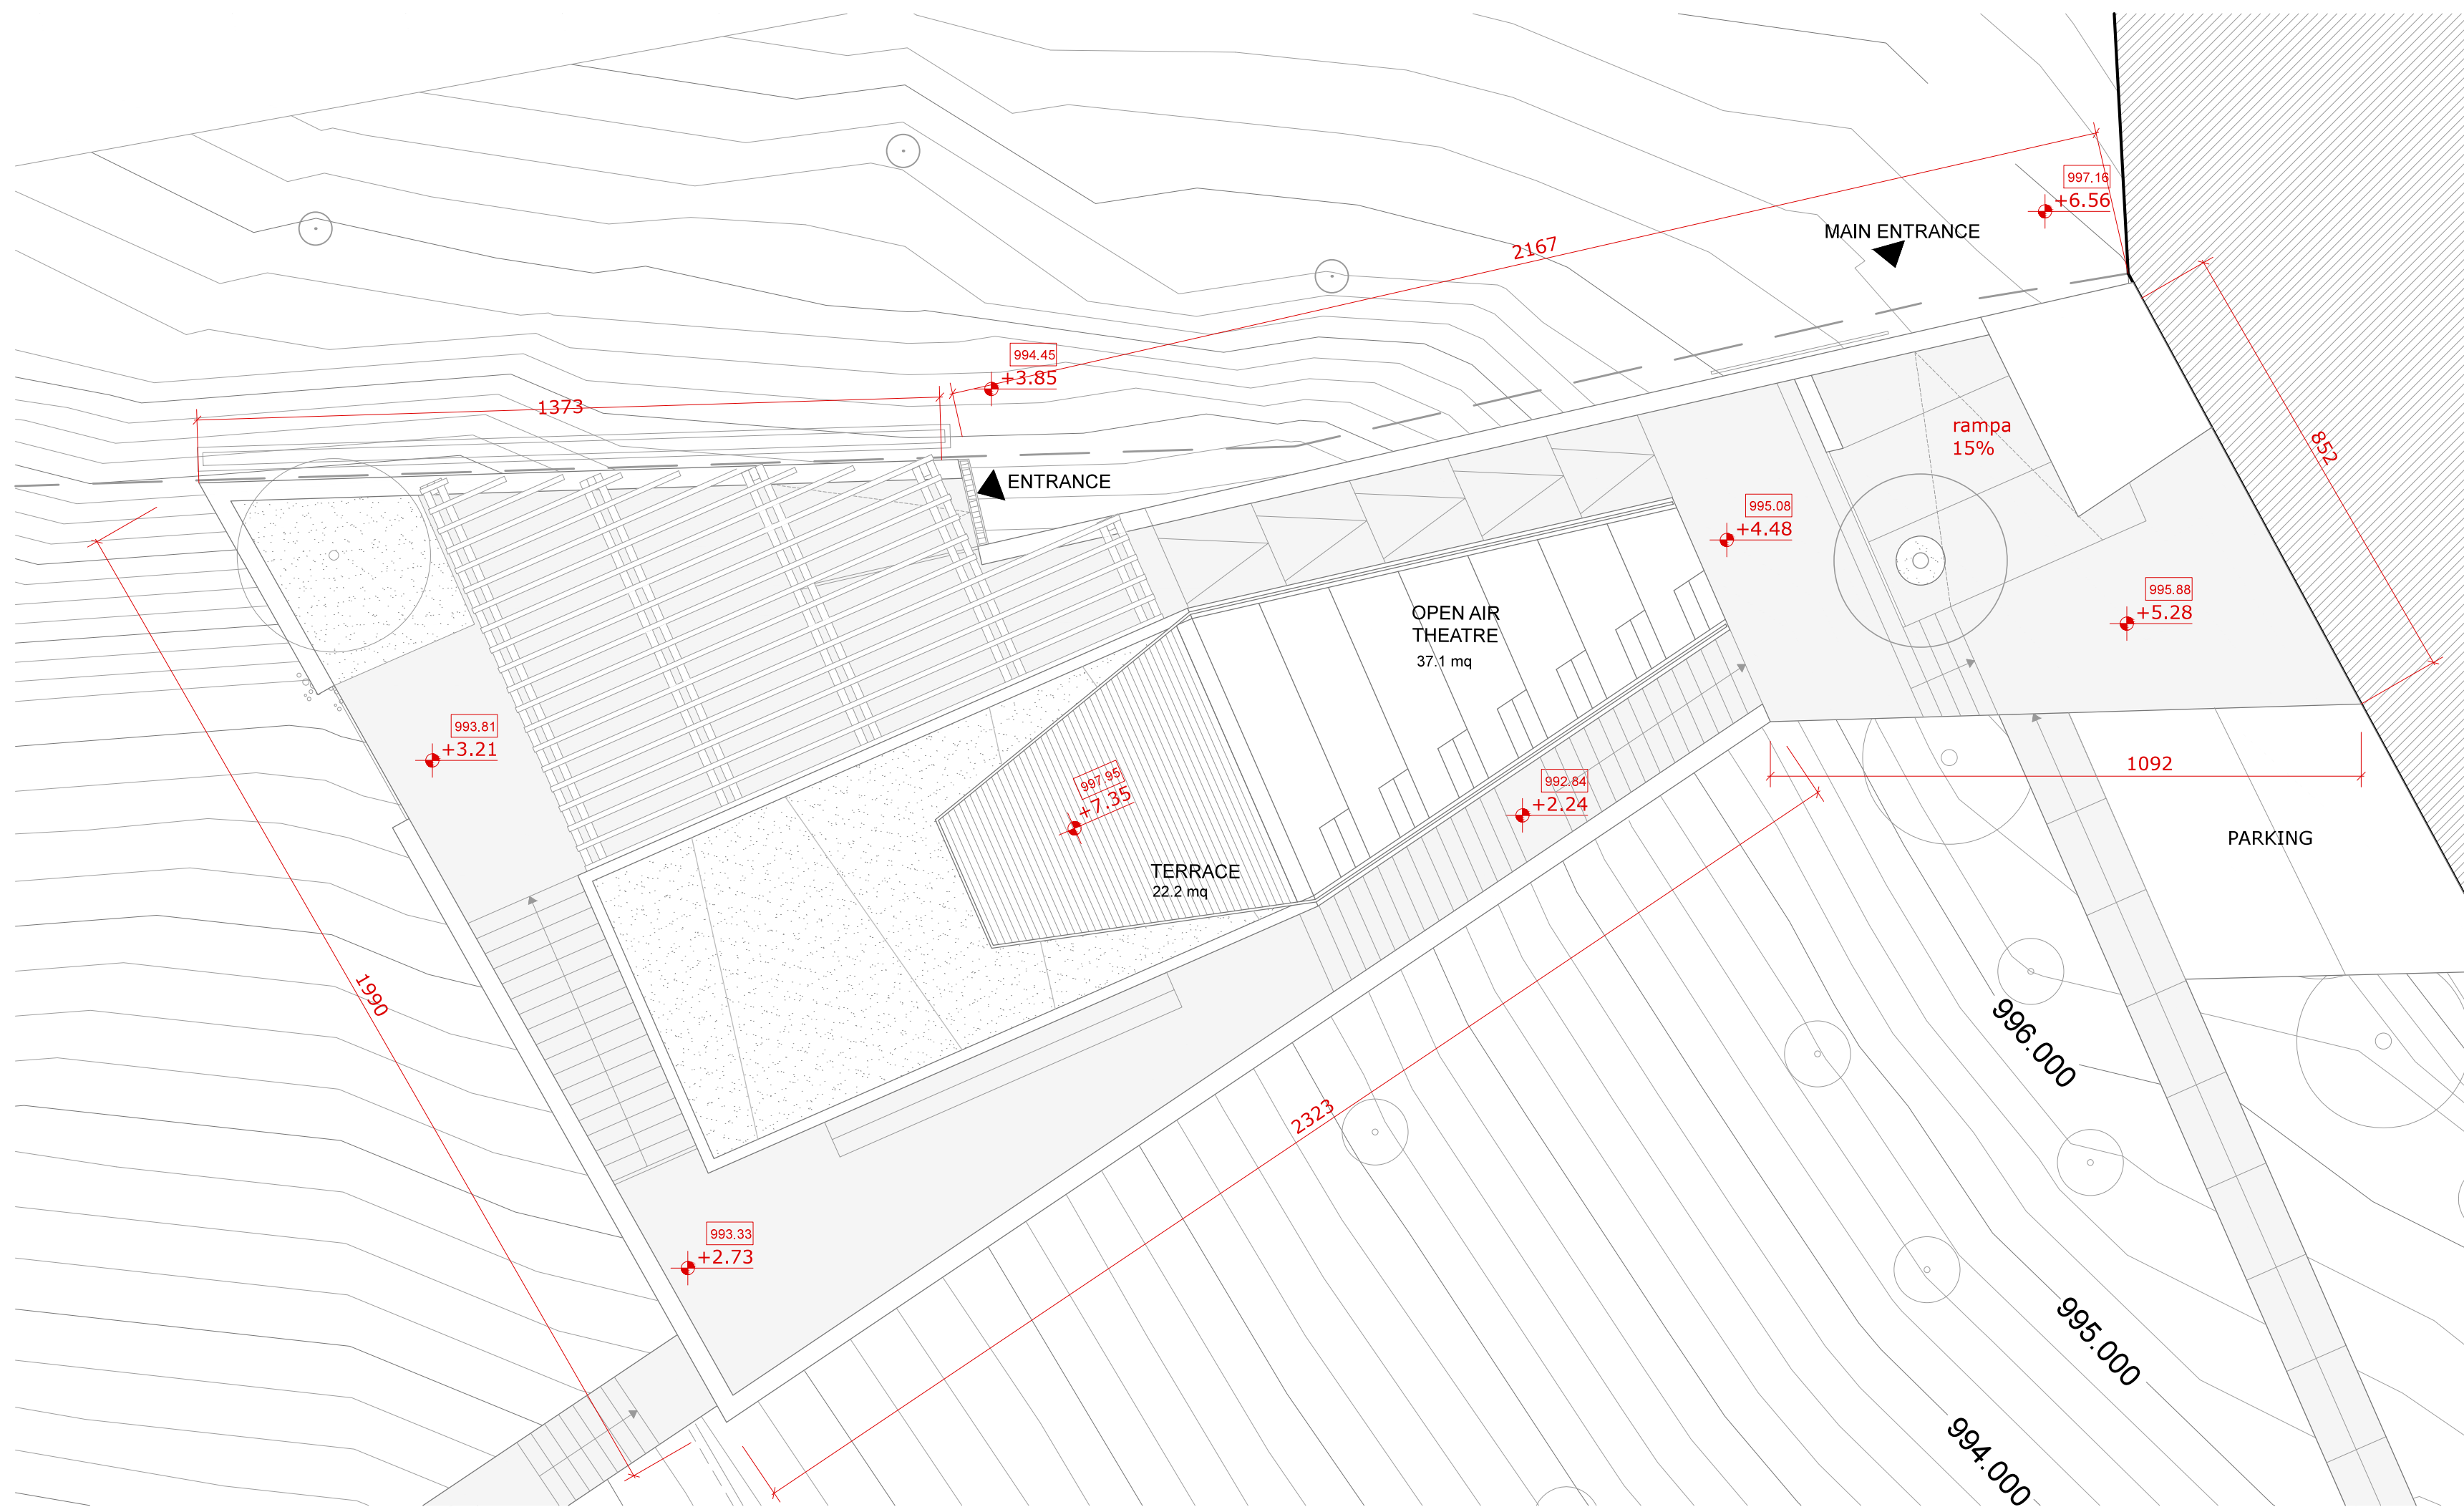 997.16
+6.56
MAIN ENTRANCE
2167
994.45
+3.85
1373
rampa
15%
852
ENTRANCE
995.08
+4.48
995.88
+5.28
OPEN AIR
THEATRE
37.1 mq
993.81
+3.21
997.95
+7.35
992.84
+2.24
1092
PARKING
TERRACE
22.2 mq
1990
996.000
2323
993.33
+2.73
995.000
994.000